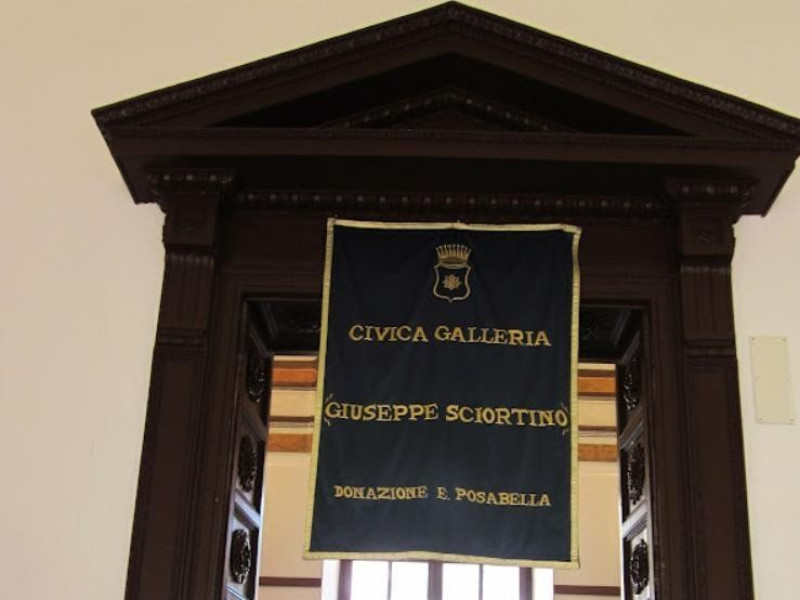 CIVICA GALLERIA
"GIUSEPPE SCIORTINO"
DONAZIONE E. POSABELLA